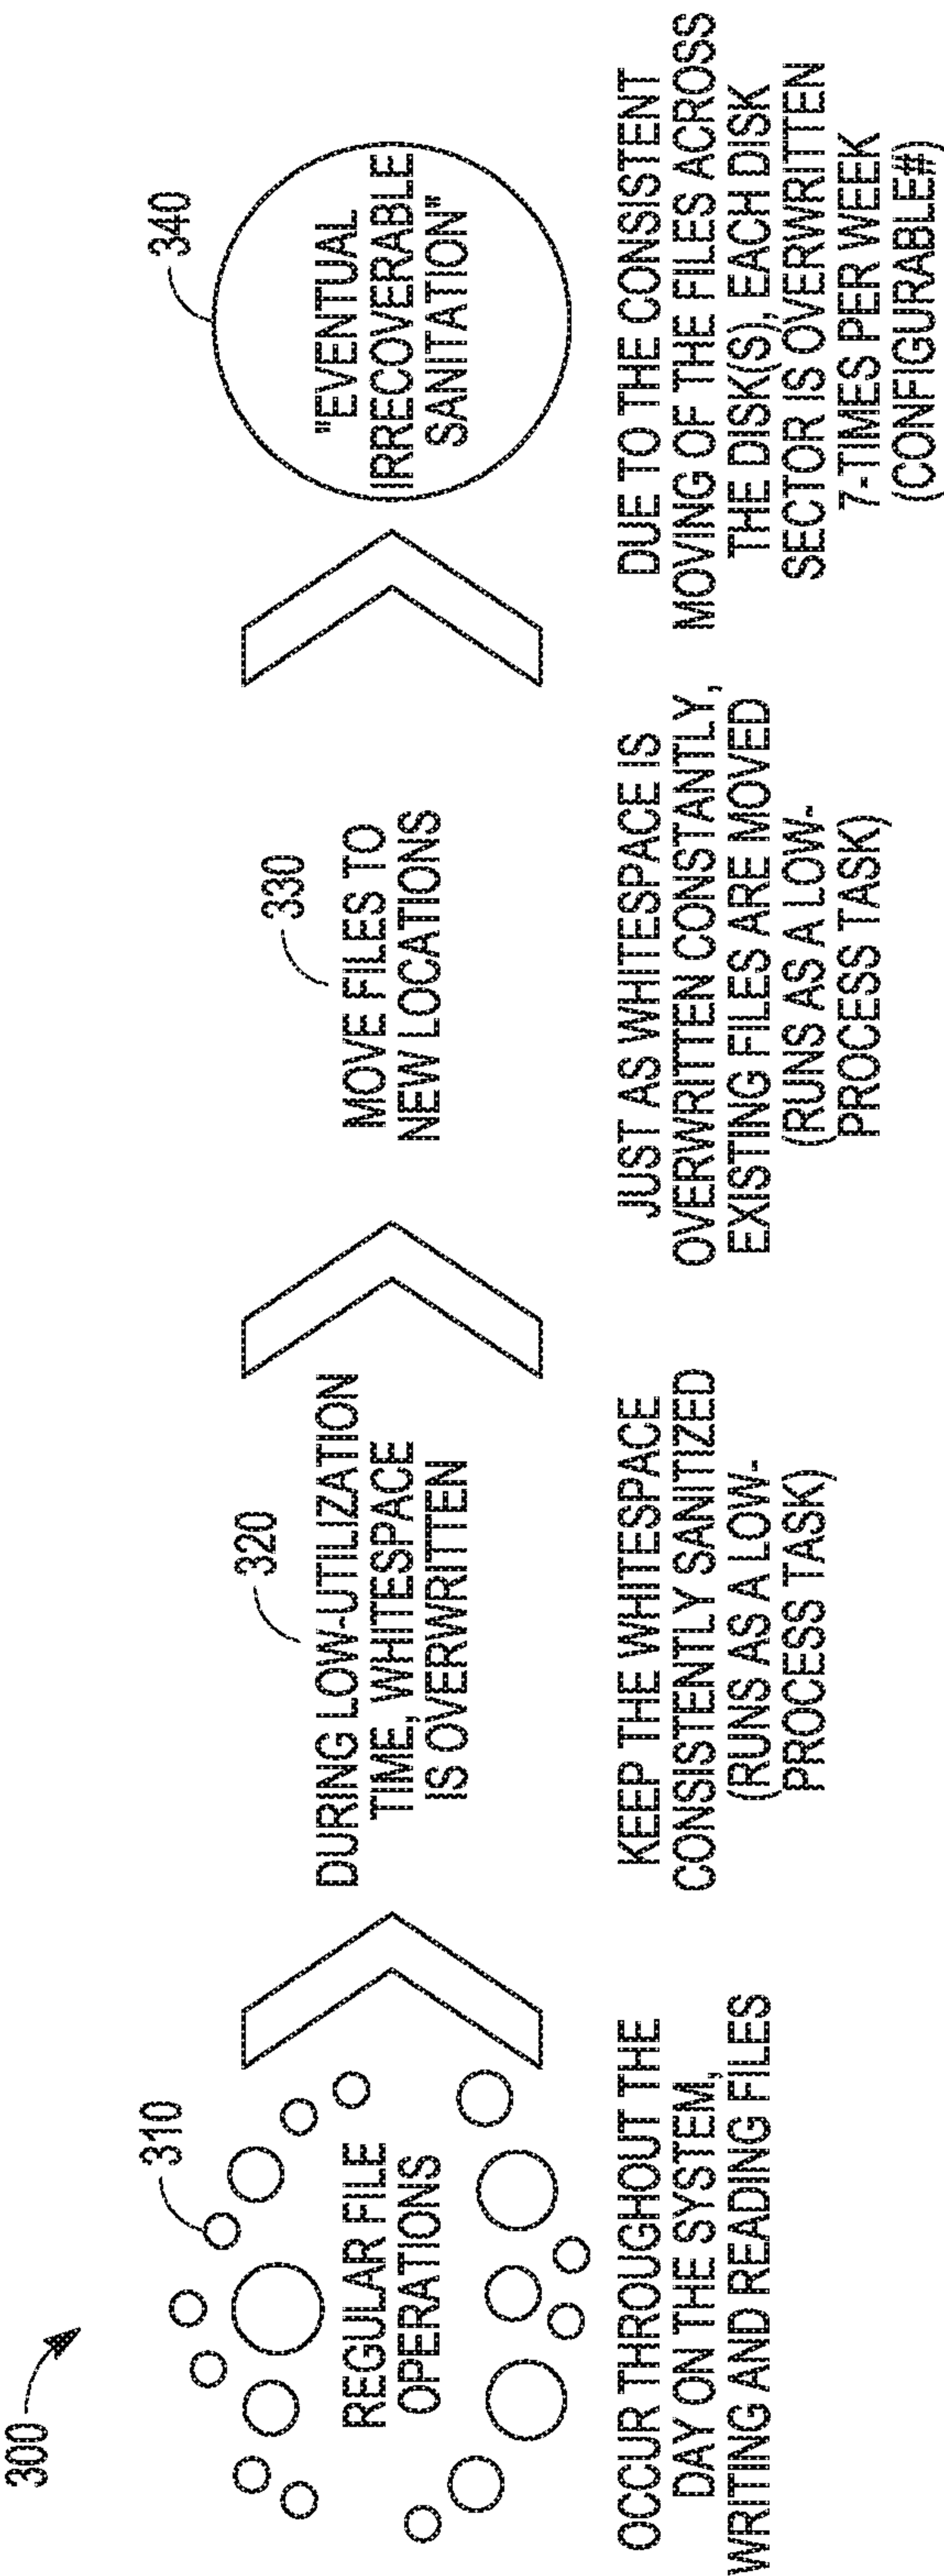 300
310
REGULAR FILE
OPERATIONS
OCCUR THROUGHOUT THE
DAY ON THE SYSTEM,
WRITING AND READING FILES
320
DURING LOW-UTILIZATION
TIME, WHITESPACE
IS OVERWRITTEN
KEEP THE WHITESPACE
CONSISTENTLY SANITIZED
(RUNS AS A LOW-
PROCESS TASK)
330
MOVE FILES TO
NEW LOCATIONS
JUST AS WHITESPACE IS
OVERWRITTEN CONSTANTLY,
EXISTING FILES ARE MOVED
(RUNS AS A LOW-
PROCESS TASK)
340
"EVENTUAL
IRRECOVERABLE
SANITATION"
DUE TO THE CONSISTENT
MOVING OF THE FILES ACROSS
THE DISK(S), EACH DISK
SECTOR IS OVERWRITTEN
7-TIMES PER WEEK
(CONFIGURABLE#)